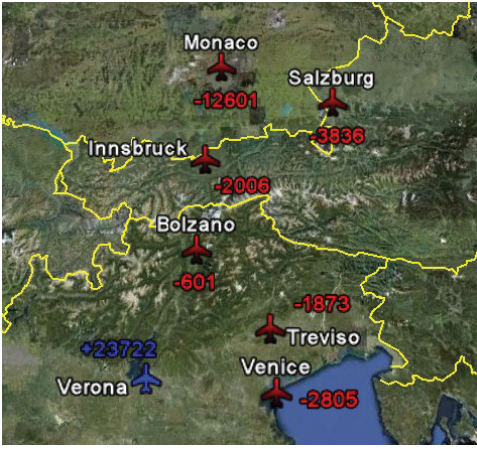 Monaco
-12601
Salzburg
-3836
Innsbruck
-2006
Bolzano
-601
-1873
Treviso
+23722
Verona
Venice
-2805